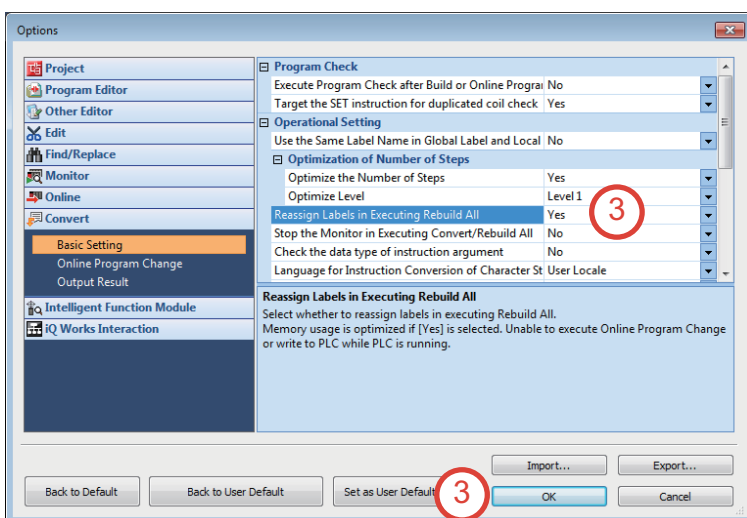 Options
Project
Program Editor
Other Editor
Edit
Find/Replace
Monitor
Online
Convert
Basic Setting
Online Program Change
Output Result
Intelligent Function Module
iQ Works Interaction
Program Check
Execute Program Check after Build or Online Progra No
Target the SET instruction for duplicated coil check Yes
Operational Setting
Use the Same Label Name in Global Label and Local No
Optimization of Number of Steps
Optimize the Number of Steps Yes
Optimize Level Level 1
Reassign Labels in Executing Rebuild All Yes
3
Stop the Monitor in Executing Convert/Rebuild All No
Check the data type of instruction argument No
Language for Instruction Conversion of Character St User Locale
Reassign Labels in Executing Rebuild All
Select whether to reassign labels in executing Rebuild All.
Memory usage is optimized if [Yes] is selected. Unable to execute Online Program Change
or write to PLC while PLC is running.
Import... Export...
Back to Default Back to User Default Set as User Default 3 OK Cancel